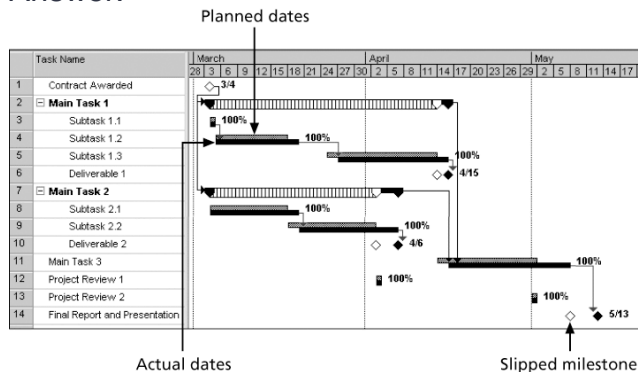 Planned dates
Task Name March April May
28 3 6 9 12 15 18 21 24 27 30 2 5 8 11 14 17 20 23 26 29 2 5 8 11 14 17
1 Contract Awarded 3/4
2 Main Task 1
3 Subtask 1.1 100%
4 Subtask 1.2 100%
5 Subtask 1.3 100%
6 Deliverable 1 4/15
7 Main Task 2
8 Subtask 2.1 100%
9 Subtask 2.2 100%
10 Deliverable 2 4/6
11 Main Task 3 100%
12 Project Review 1 100%
13 Project Review 2 100%
14 Final Report and Presentation 5/13
Actual dates Slipped milestone